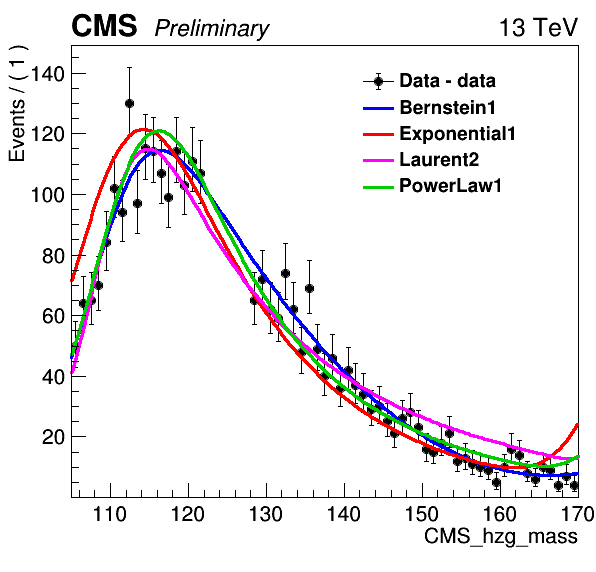 CMS Preliminary 13 TeV
Events / ( 1 )
140
120
100
80
60
40
20
Data - data
Bernstein1
Exponential1
Laurent2
PowerLaw1
110 120 130 140 150 160 170
CMS_hzg_mass